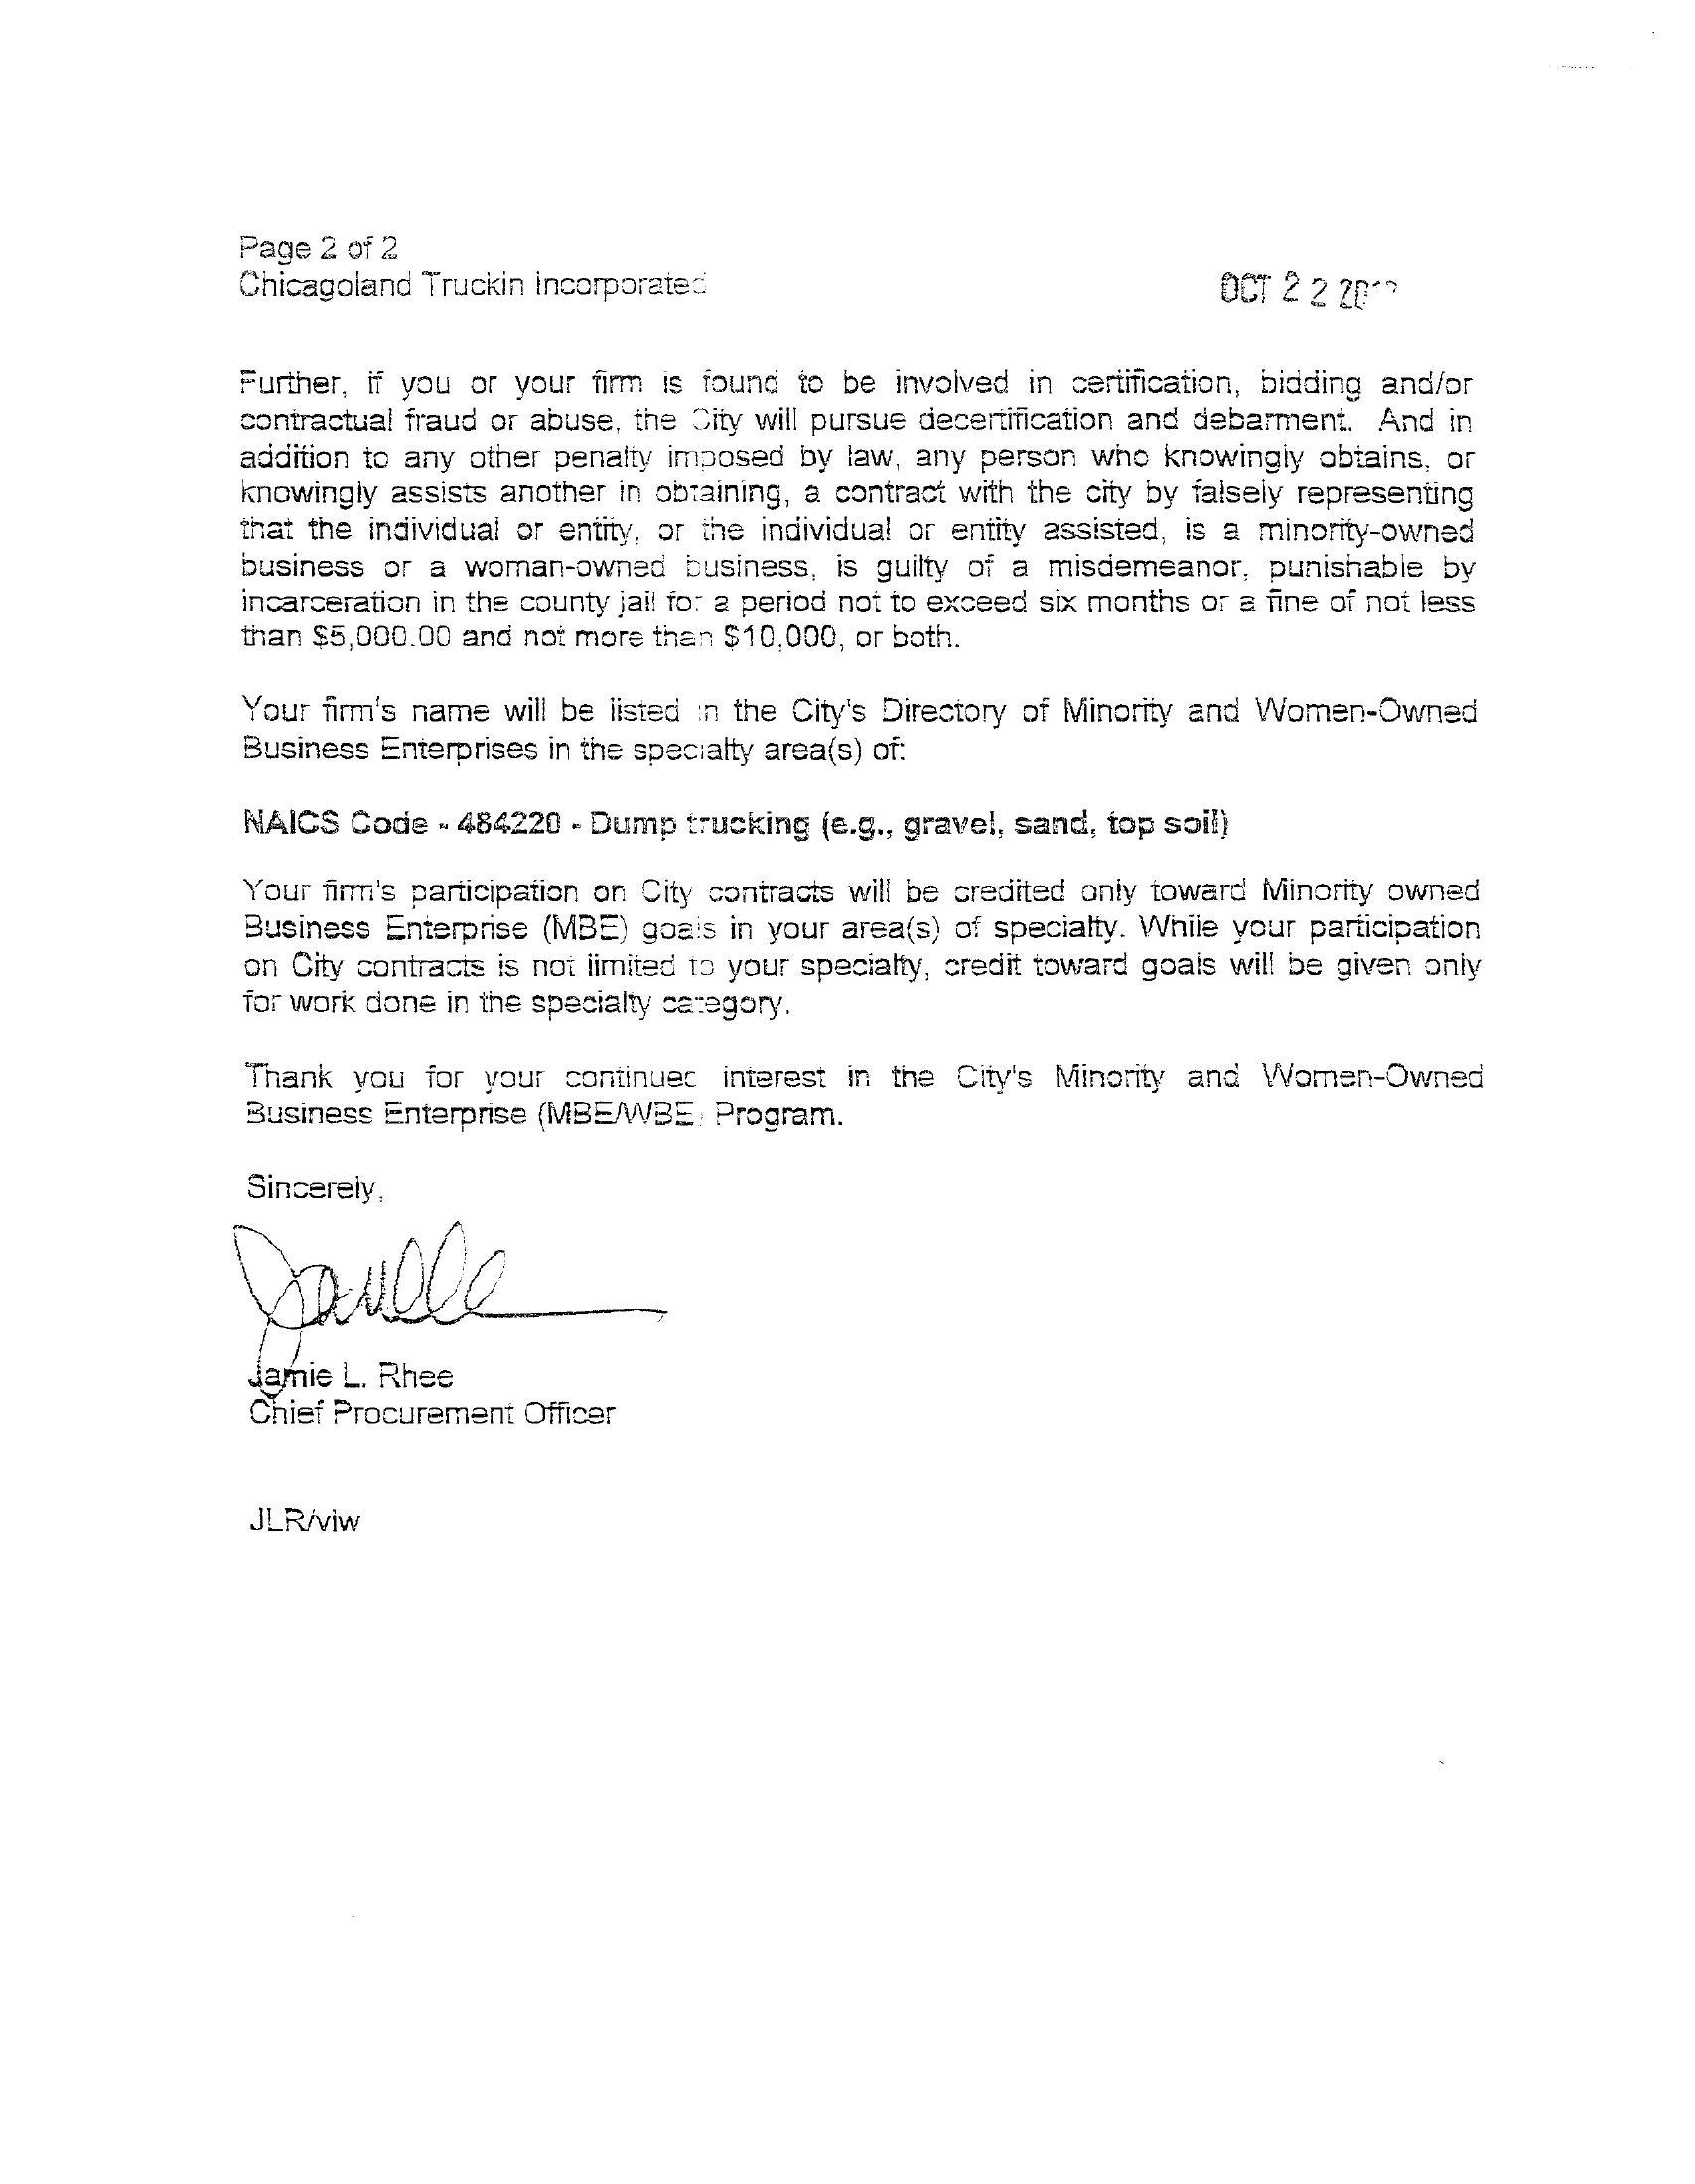 Page 2 of 2
Chicagoland Truckin Incorporated
OCT 22
Further, if you or your firm is found to be involved in certification, bidding and/or
contractual fraud or abuse, the City will pursue decertification and debarment. And in
addition to any other penalty imposed by law, any person who knowingly obtains, or
knowingly assists another in obtaining, a contract with the city by falsely representing
that the individual or entity, or the individual or entity assisted, is a minority-owned
business or a woman-owned business, is guilty of a misdemeanor, punishable by
incarceration in the county jail for a period not to exceed six months or a fine of not less
than $5,000.00 and not more than $10,000, or both.
Your firm's name will be listed in the City's Directory of Minority and Women-Owned
Business Enterprises in the specialty area(s) of:
NAICS Code - 484220 - Dump trucking (e.g., gravel, sand, top soil)
Your firm's participation on City contracts will be credited only toward Minority owned
Business Enterprise (MBE) goals in your area(s) of specialty. While your participation
on City contracts is not limited to your specialty, credit toward goals will be given only
for work done in the specialty category.
Thank you for your continued interest in the City's Minority and Women-Owned
Business Enterprise (MBE/WBE) Program.
Sincerely,
Jamie L. Rhee
Chief Procurement Officer
JLR/viw